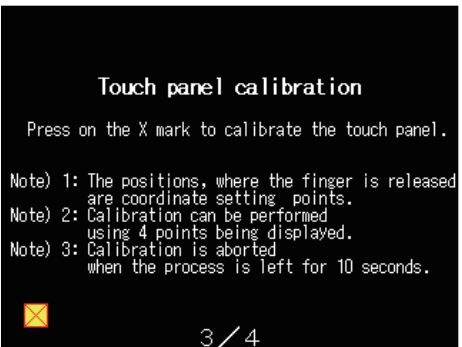 Touch panel calibration
Press on the X mark to calibrate the touch panel.
Note) 1: The positions, where the finger is released
are coordinate setting points.
Note) 2: Calibration can be performed
using 4 points being displayed.
Note) 3: Calibration is aborted
when the process is left for 10 seconds.
3/4